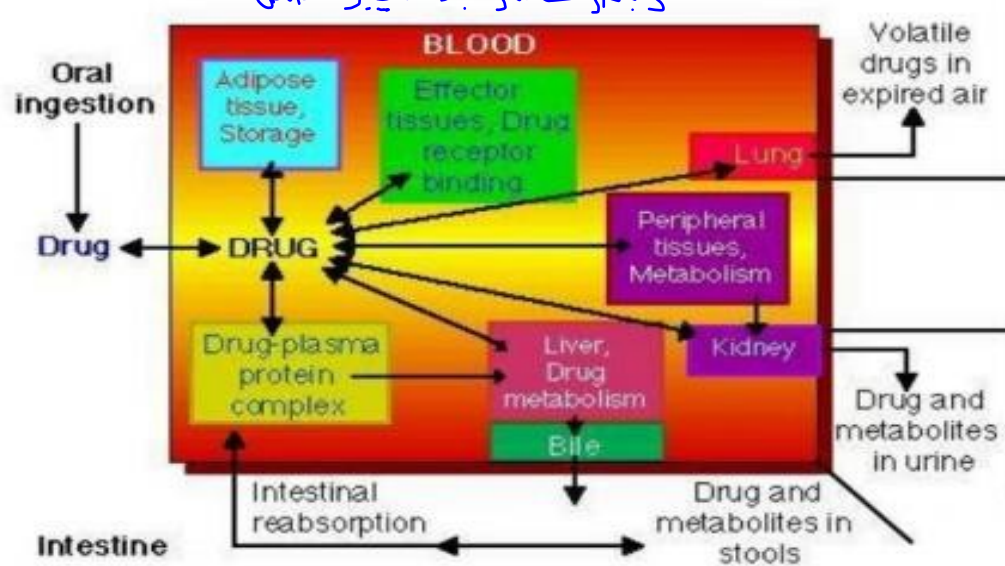 BLOOD
Oral
ingestion
Drug
Adipose
tissue,
Storage
Effector
tissues, Drug
receptor
binding
Volatile
drugs in
expired air
Lung
DRUG
Peripheral
tissues,
Metabolism
Drug-plasma
protein
complex
Liver,
Drug
metabolism
Bile
Kidney
Drug and
metabolites
in urine
Intestinal
reabsorption
Drug and
metabolites in
stools
Intestine